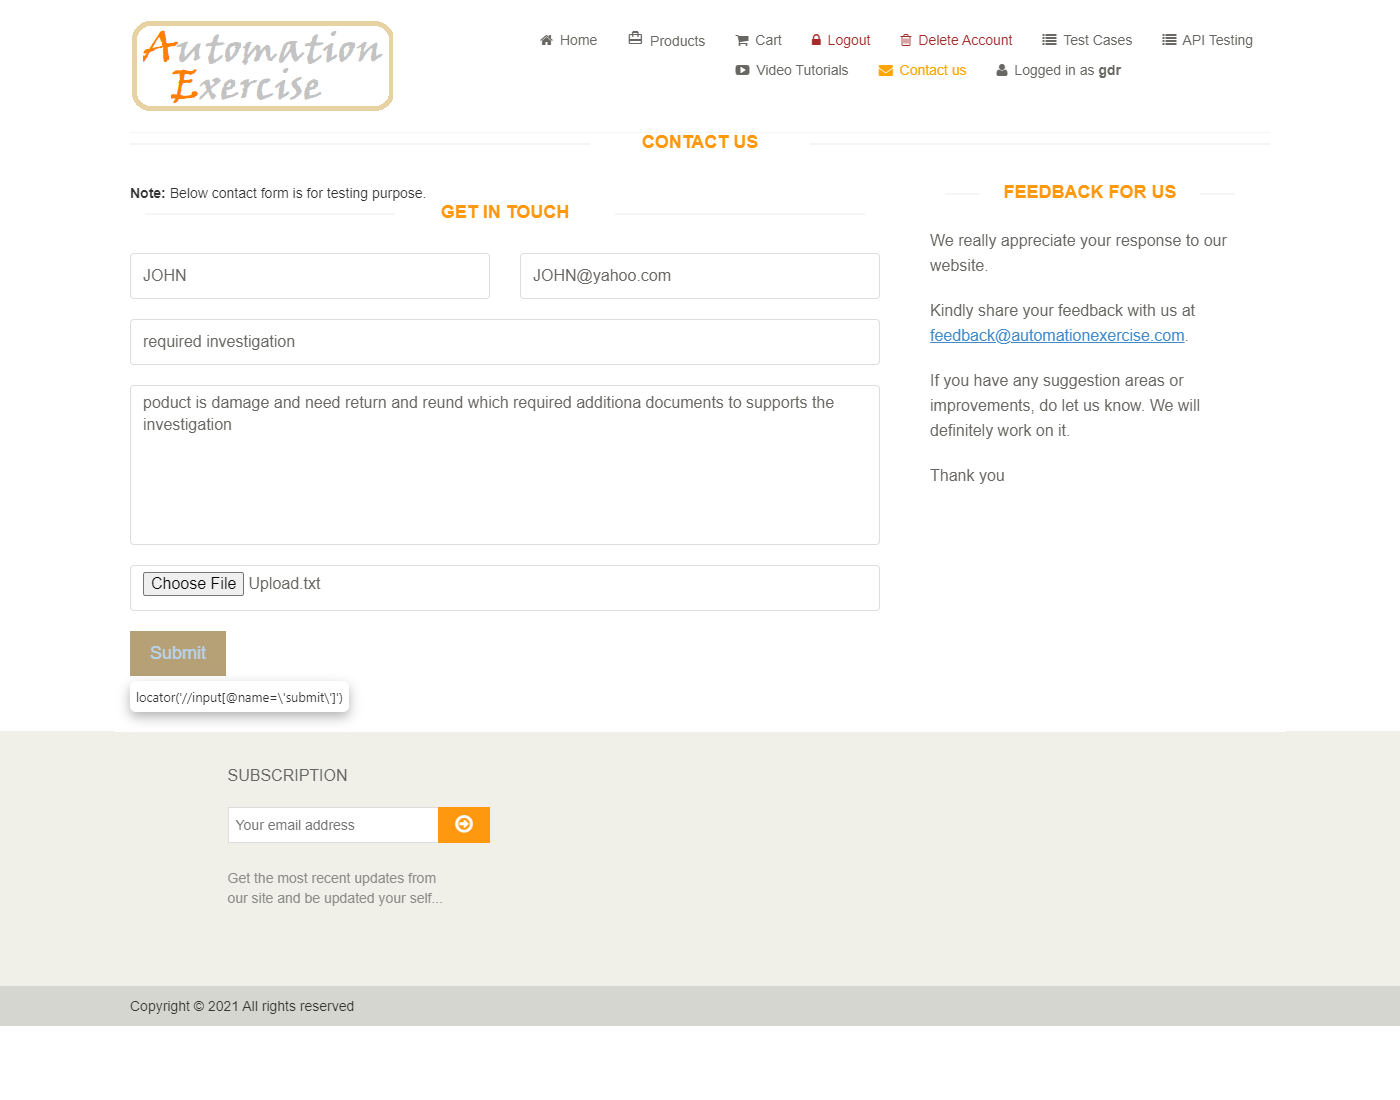 Automation
Exercise
Home
Products
Cart
Logout
Delete Account
Test Cases
API Testing
Video Tutorials
Contact us
Logged in as gdr
CONTACT US
Note: Below contact form is for testing purpose.
GET IN TOUCH
JOHN
JOHN@yahoo.com
required investigation
poduct is damage and need return and reund which required additiona documents to supports the
investigation
Choose File Upload.txt
Submit
locator('//input[@name=\'submit\']')
FEEDBACK FOR US
We really appreciate your response to our
website.
Kindly share your feedback with us at
feedback@automationexercise.com.
If you have any suggestion areas or
improvements, do let us know. We will
definitely work on it.
Thank you
SUBSCRIPTION
Your email address
Get the most recent updates from
our site and be updated your self...
Copyright © 2021 All rights reserved